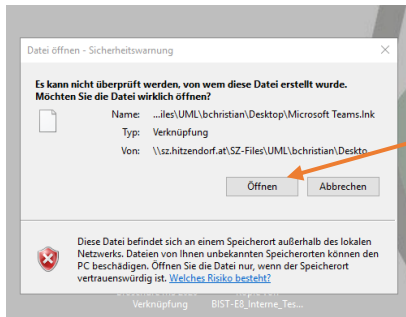 Datei öffnen - Sicherheitswarnung
Es kann nicht überprüft werden, von wem diese Datei erstellt wurde.
Möchten Sie die Datei wirklich öffnen?
Name: ...iles\UML\bchristian\Desktop\Microsoft Teams.lnk
Typ: Verknüpfung
Von: \\sz.hitzendorf.at\SZ-Files\UML\bchristian\Deskto...
Öffnen Abbrechen
Diese Datei befindet sich an einem Speicherort außerhalb des lokalen
Netzwerks. Dateien von Ihnen unbekannten Speicherorten können den
PC beschädigen. Öffnen Sie die Datei nur, wenn der Speicherort
vertrauenswürdig ist. Welches Risiko besteht?
Verknüpfung BIST-E8_Interne_Tes...